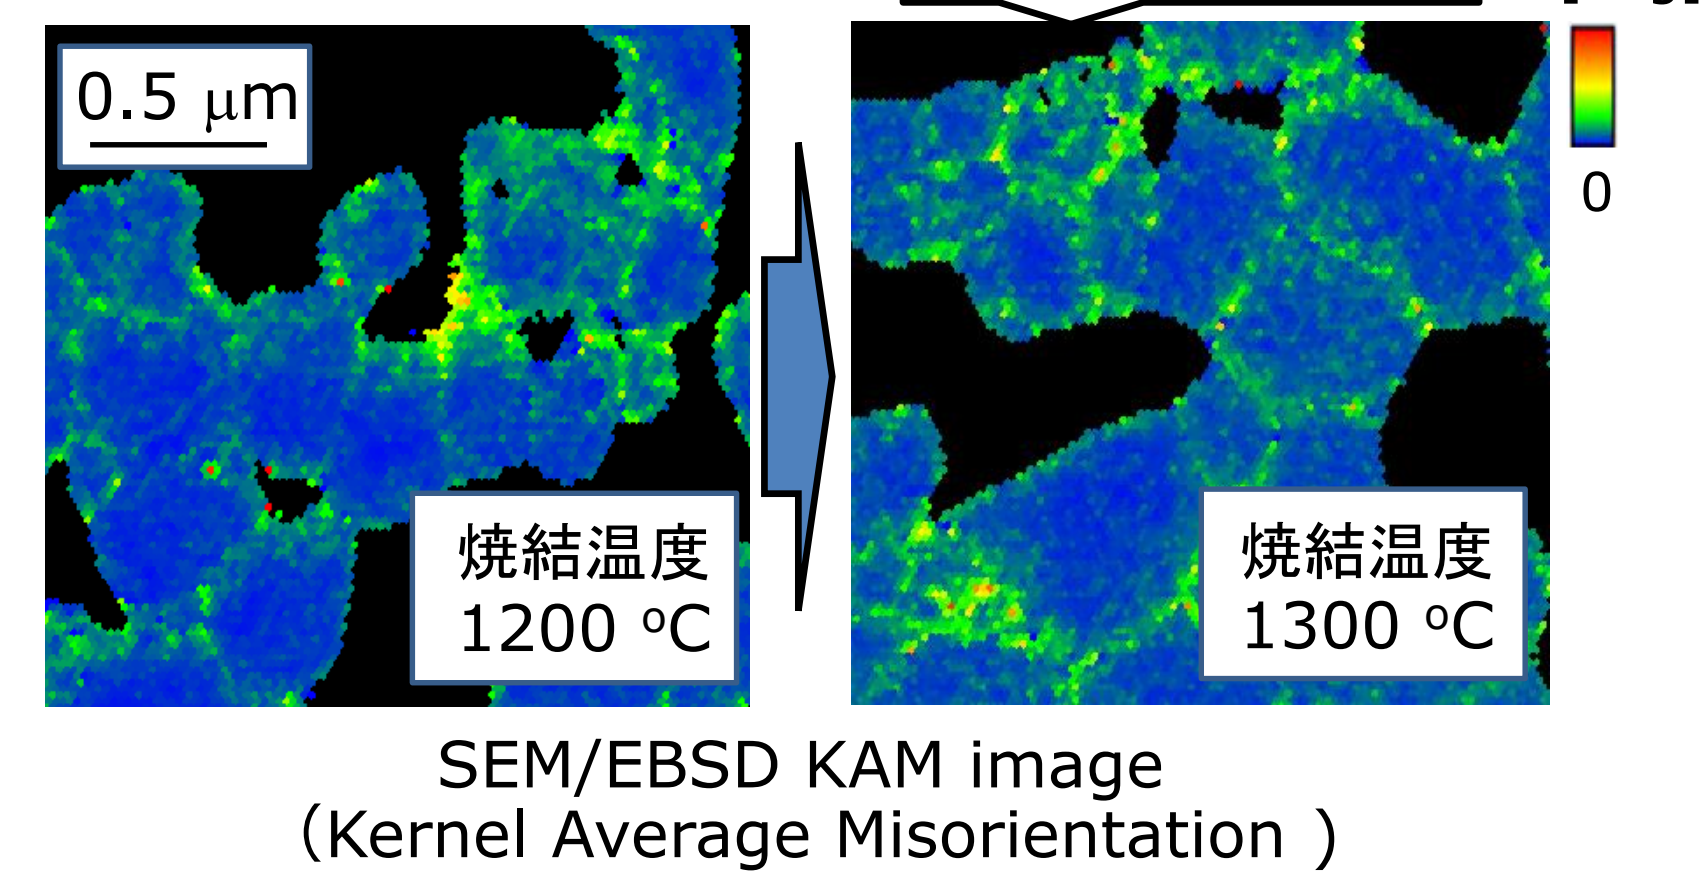 0.5 μm
0
焼結温度
1200 ºC
焼結温度
1300 ºC
SEM/EBSD KAM image
（Kernel Average Misorientation ）